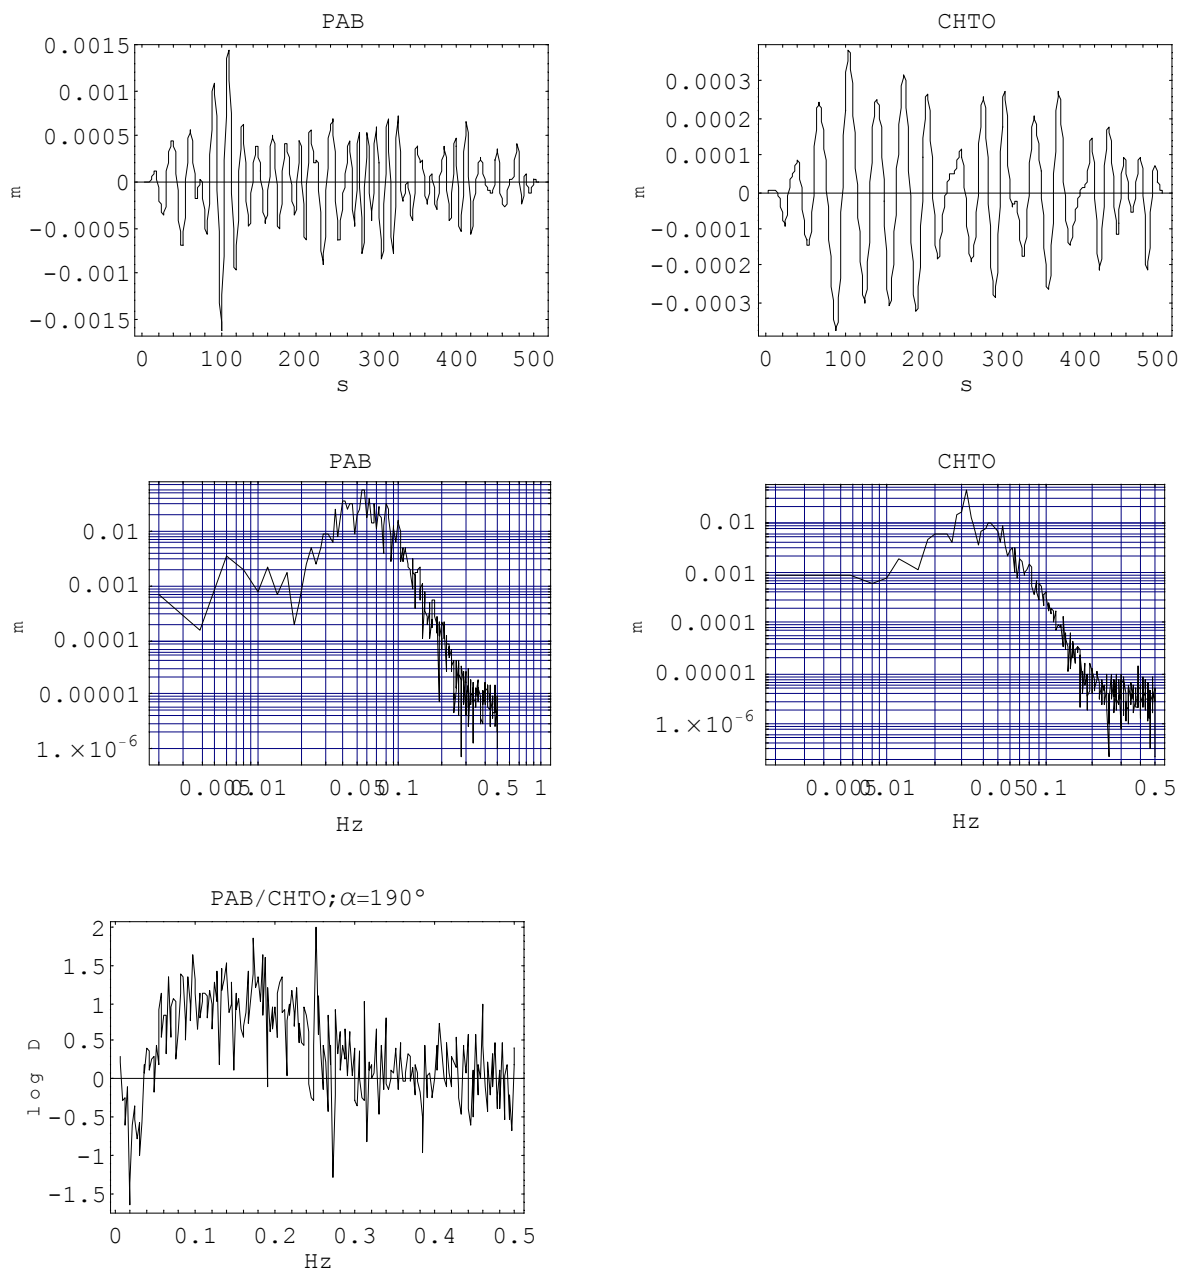 PAB
0.0015
0.001
0.0005
0
-0.0005
-0.001
-0.0015
m
0 100 200 300 400 500
s
CHTO
0.0003
0.0002
0.0001
0
-0.0001
-0.0002
-0.0003
m
0 100 200 300 400 500
s
PAB
0.01
0.001
0.0001
0.00001
1.×10⁻⁶
m
0.005 0.01 0.05 0.1 0.5 1
Hz
CHTO
0.01
0.001
0.0001
0.00001
1.×10⁻⁶
m
0.005 0.01 0.05 0.1 0.5
Hz
PAB/CHTO;α=190°
2
1.5
1
0.5
0
-0.5
-1
-1.5
log D
0 0.1 0.2 0.3 0.4 0.5
Hz